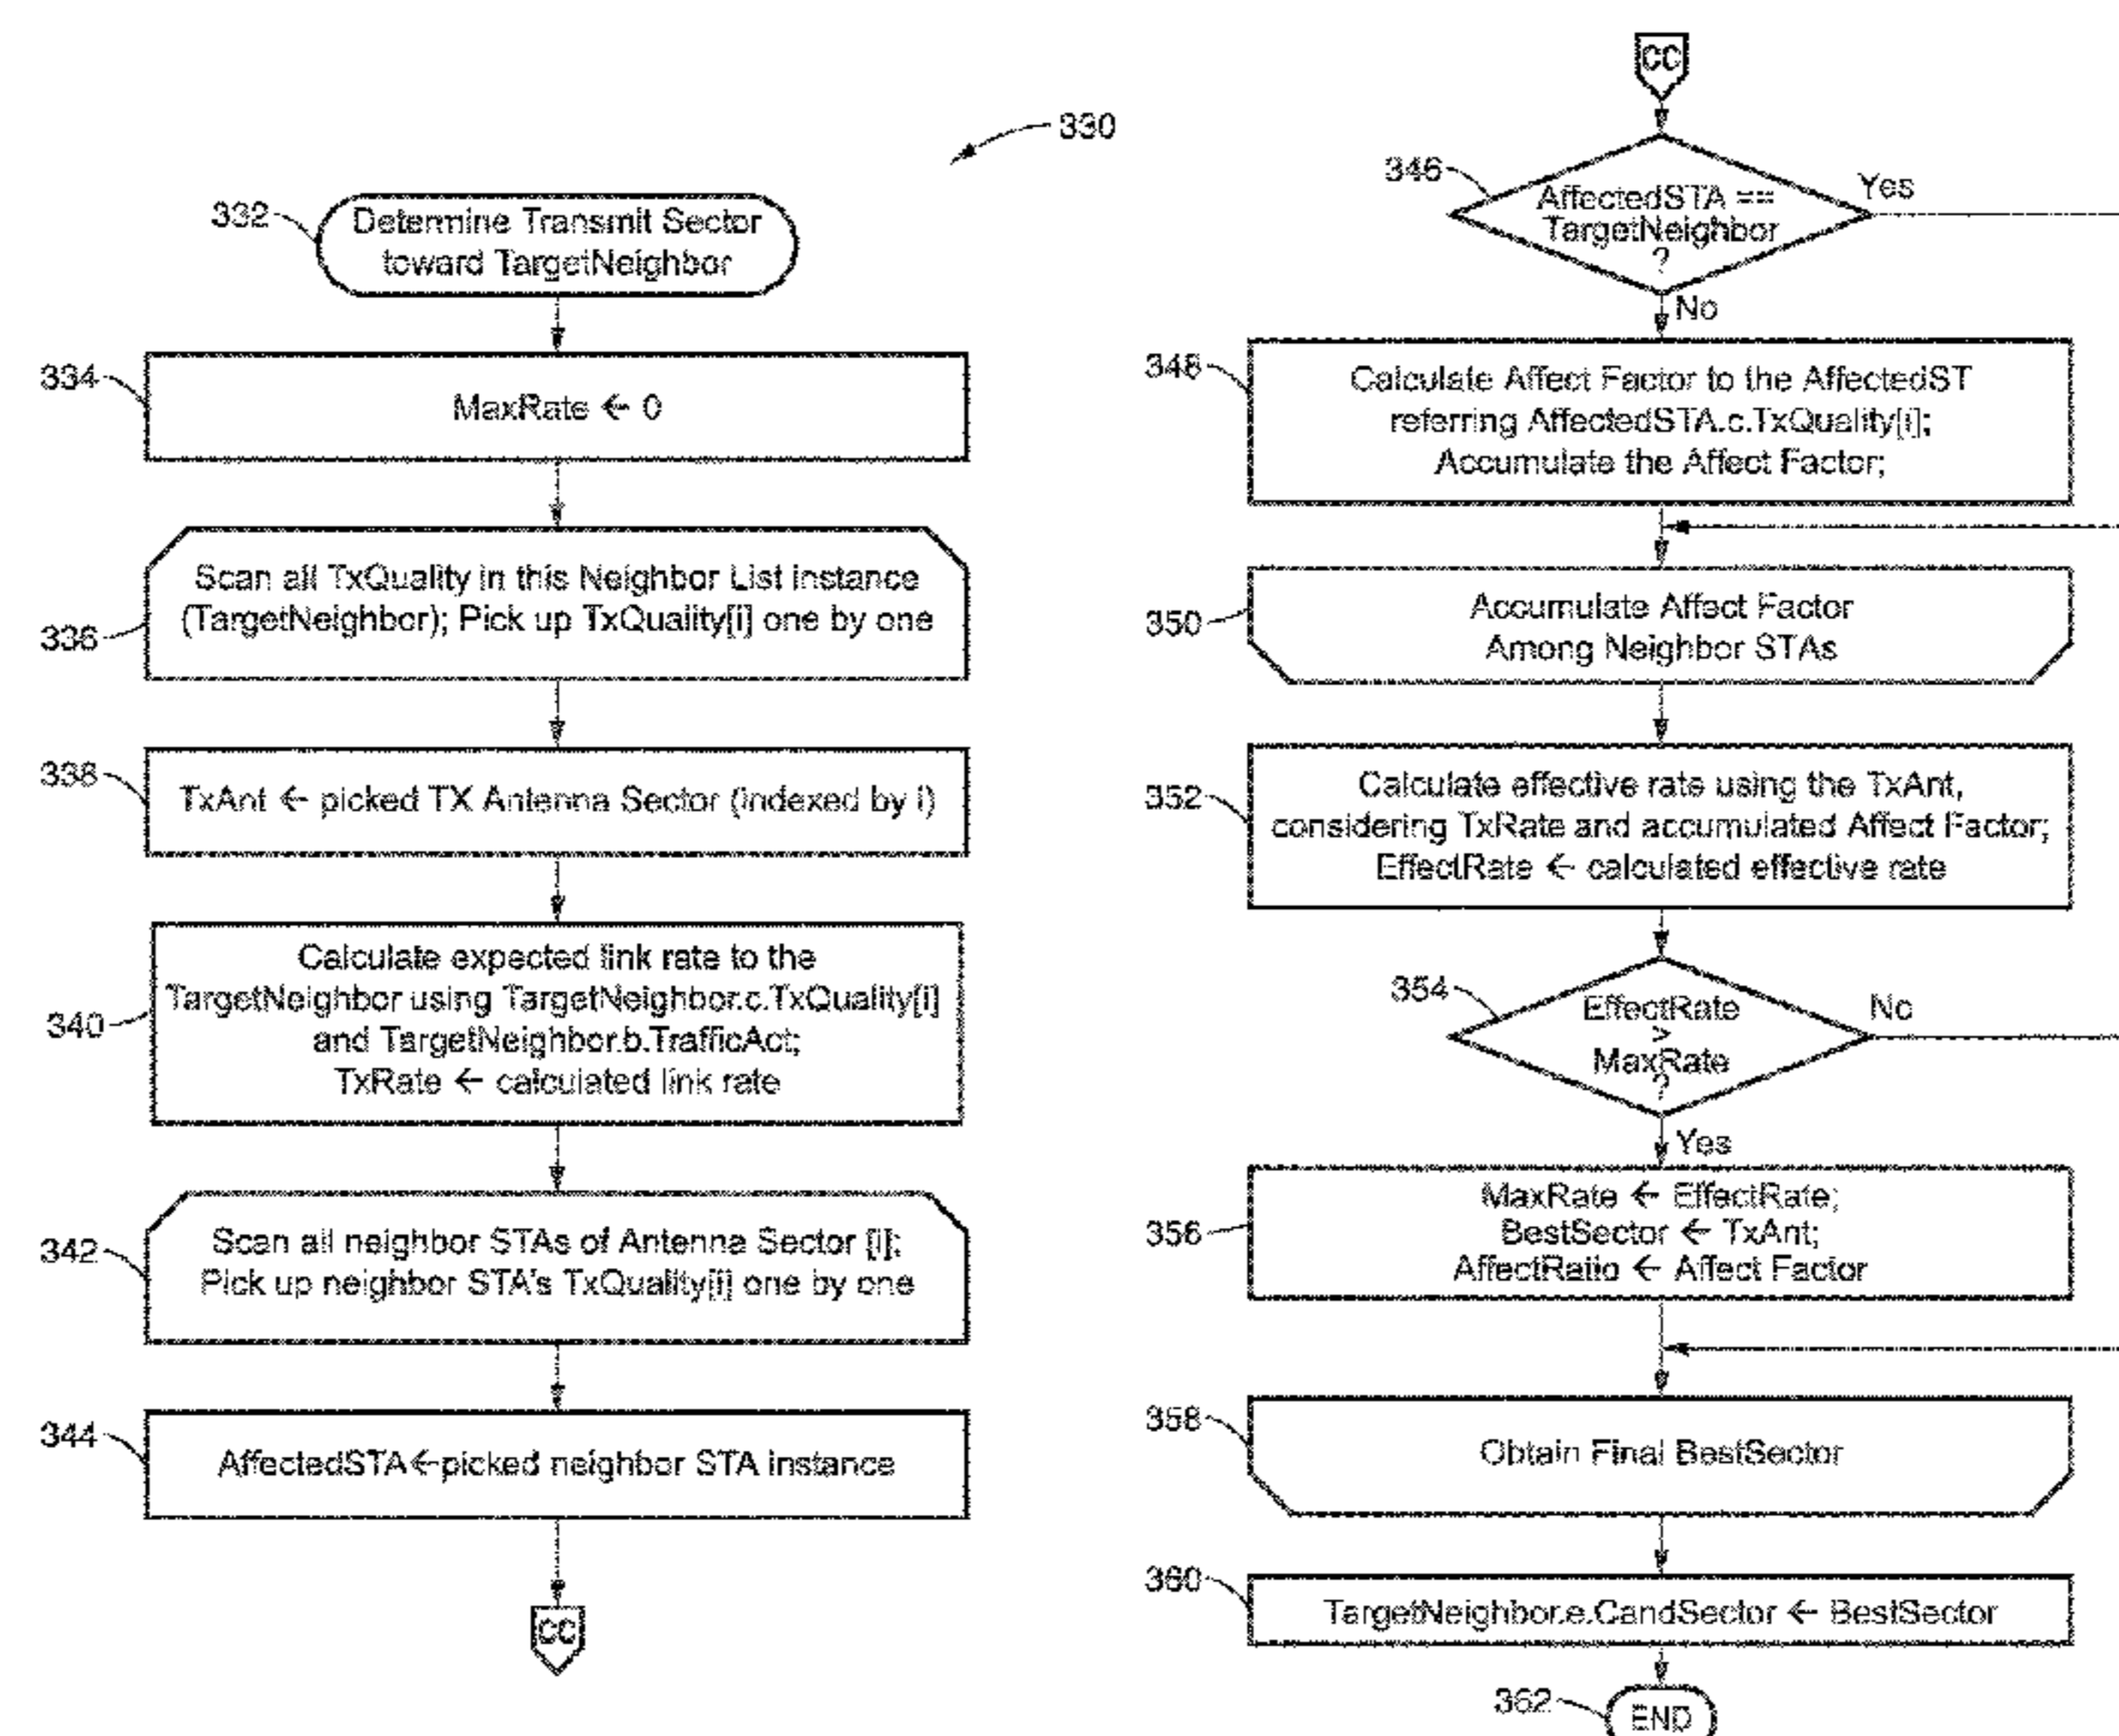 330
332
Determine Transmit Sector
toward TargetNeighbor
334
MaxRate ← 0
336
Scan all TxQuality in this Neighbor List instance
(TargetNeighbor); Pick up TxQuality[i] one by one
338
TxAnt ← picked TX Antenna Sector (indexed by i)
340
Calculate expected link rate to the
TargetNeighbor using TargetNeighbor.c.TxQuality[i]
and TargetNeighbor.b.TrafficAct;
TxRate ← calculated link rate
342
Scan all neighbor STAs of Antenna Sector [i];
Pick up neighbor STA's TxQuality[i] one by one
344
AffectedSTA←picked neighbor STA instance
CC
CC
346
AffectedSTA ==
TargetNeighbor
?
Yes
No
348
Calculate Affect Factor to the AffectedST
referring AffectedSTA.c.TxQuality[i];
Accumulate the Affect Factor;
350
Accumulate Affect Factor
Among Neighbor STAs
352
Calculate effective rate using the TxAnt,
considering TxRate and accumulated Affect Factor;
EffectRate ← calculated effective rate
354
EffectRate
>
MaxRate
?
No
Yes
356
MaxRate ← EffectRate;
BestSector ← TxAnt;
AffectRatio ← Affect Factor
358
Obtain Final BestSector
360
TargetNeighbor.e.CandSector ← BestSector
362
END